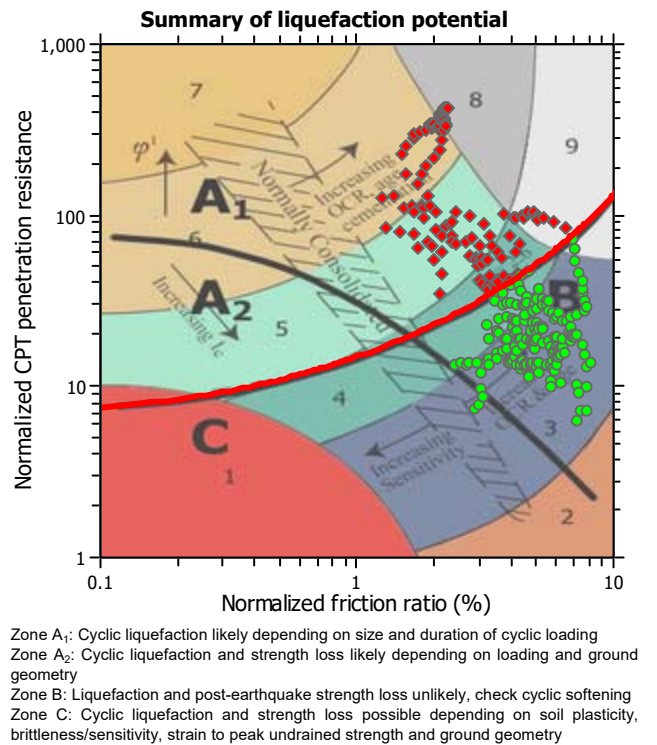 Summary of liquefaction potential
1,000
7
8
9
φ'
Increasing
OCR, age,
cementation
A1
Normally Consolidated
100
6
A2
B
Increasing Ic
5
10
4
OCR & age
C
3
Increasing
Sensitivity
1
2
1
0.1
1
10
Normalized CPT penetration resistance
Normalized friction ratio (%)
Zone A1: Cyclic liquefaction likely depending on size and duration of cyclic loading
Zone A2: Cyclic liquefaction and strength loss likely depending on loading and ground
geometry
Zone B: Liquefaction and post-earthquake strength loss unlikely, check cyclic softening
Zone C: Cyclic liquefaction and strength loss possible depending on soil plasticity,
brittleness/sensitivity, strain to peak undrained strength and ground geometry